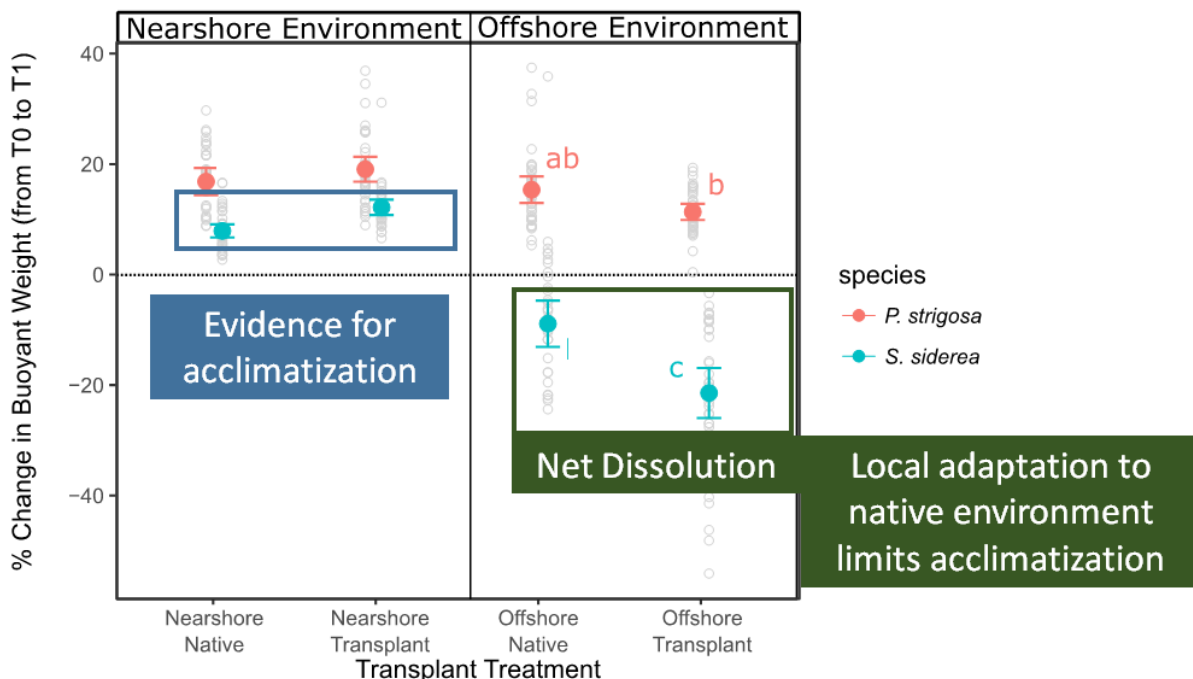 Nearshore Environment
Offshore Environment
% Change in Buoyant Weight (from T0 to T1)
40
20
0
−20
−40
ab
b
c
Evidence for
acclimatization
Net Dissolution
Local adaptation to
native environment
limits acclimatization
species
P. strigosa
S. siderea
Nearshore
Native
Nearshore
Transplant
Offshore
Native
Offshore
Transplant
Transplant Treatment